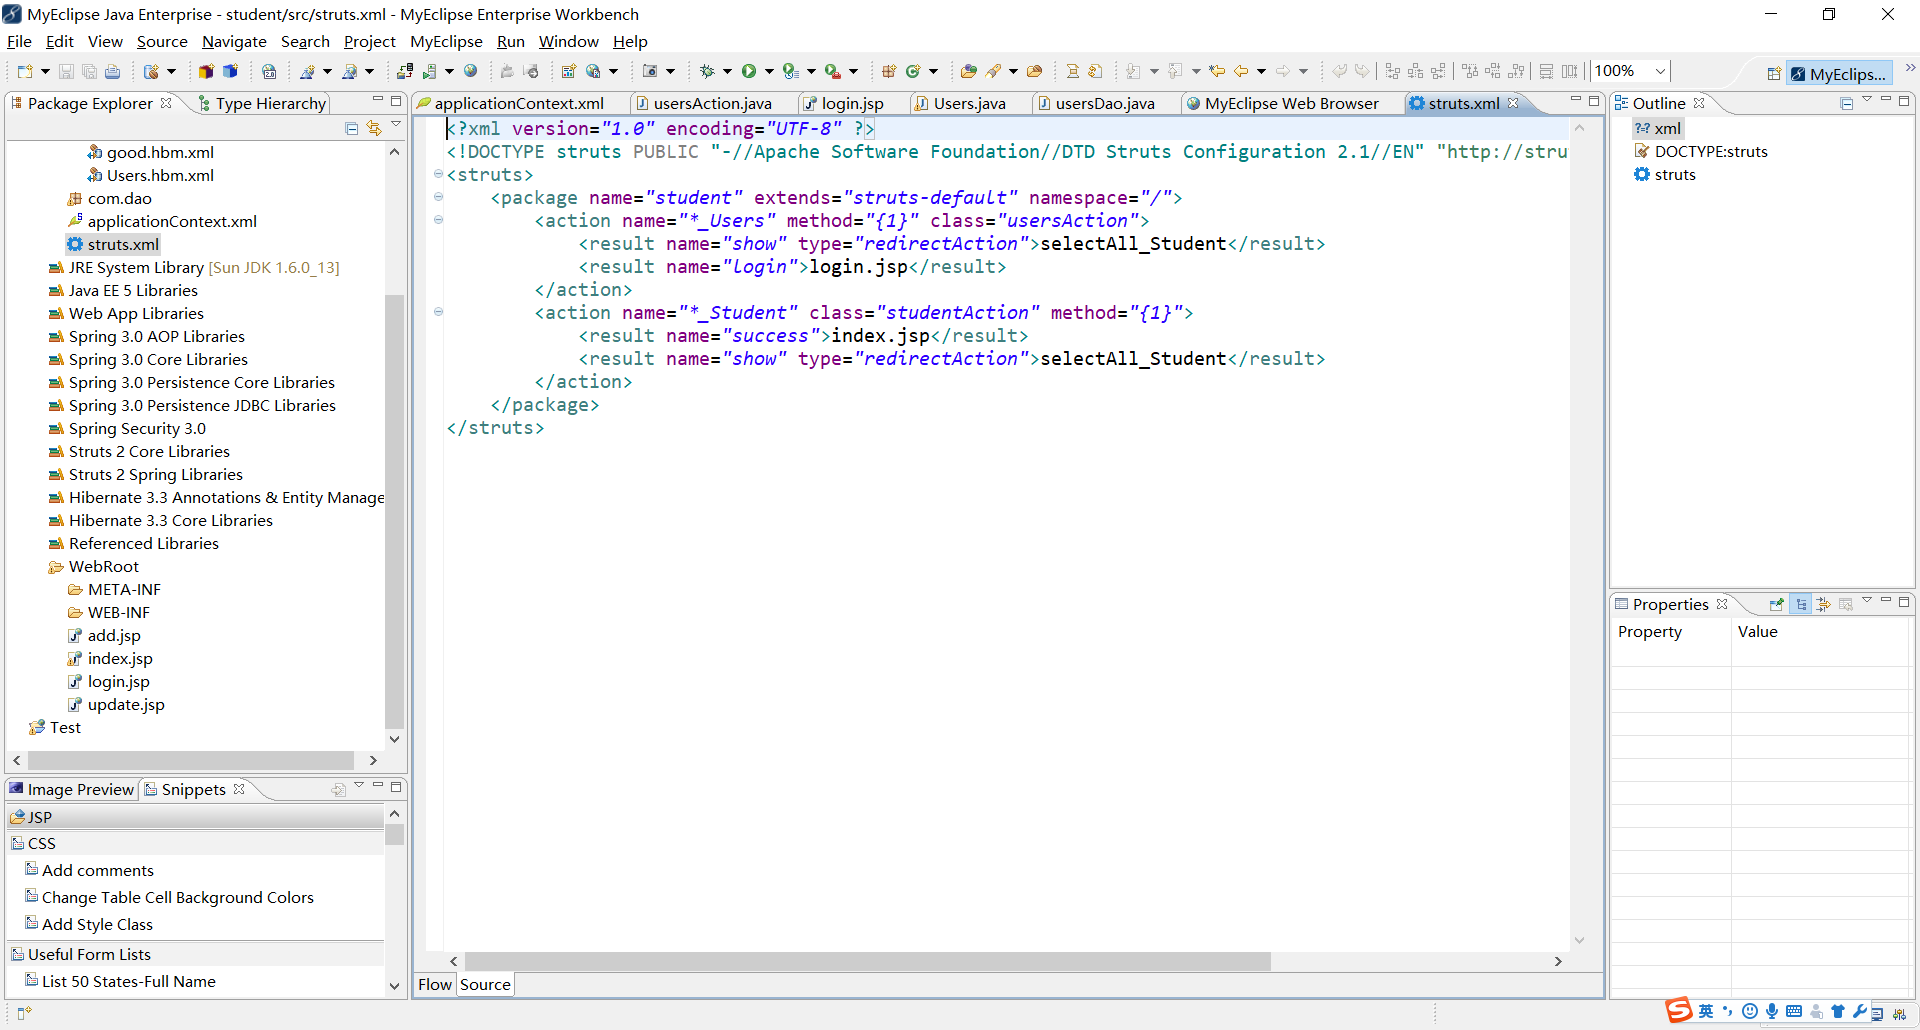 MyEclipse Java Enterprise - student/src/struts.xml - MyEclipse Enterprise Workbench
File Edit View Source Navigate Search Project MyEclipse Run Window Help
100%
MyEclips...
Package Explorer
Type Hierarchy
good.hbm.xml
Users.hbm.xml
com.dao
applicationContext.xml
struts.xml
JRE System Library [Sun JDK 1.6.0_13]
Java EE 5 Libraries
Web App Libraries
Spring 3.0 AOP Libraries
Spring 3.0 Core Libraries
Spring 3.0 Persistence Core Libraries
Spring 3.0 Persistence JDBC Libraries
Spring Security 3.0
Struts 2 Core Libraries
Struts 2 Spring Libraries
Hibernate 3.3 Annotations & Entity Manage
Hibernate 3.3 Core Libraries
Referenced Libraries
WebRoot
META-INF
WEB-INF
add.jsp
index.jsp
login.jsp
update.jsp
Test
Image Preview
Snippets
JSP
CSS
Add comments
Change Table Cell Background Colors
Add Style Class
Useful Form Lists
List 50 States-Full Name
applicationContext.xml usersAction.java login.jsp Users.java usersDao.java MyEclipse Web Browser struts.xml
<?xml version="1.0" encoding="UTF-8" ?>
<!DOCTYPE struts PUBLIC "-//Apache Software Foundation//DTD Struts Configuration 2.1//EN" "http://stru
<struts>
<package name="student" extends="struts-default" namespace="/">
<action name="*_Users" method="{1}" class="usersAction">
<result name="show" type="redirectAction">selectAll_Student</result>
<result name="login">login.jsp</result>
</action>
<action name="*_Student" class="studentAction" method="{1}">
<result name="success">index.jsp</result>
<result name="show" type="redirectAction">selectAll_Student</result>
</action>
</package>
</struts>
Flow Source
Outline
xml
DOCTYPE:struts
struts
Properties
Property Value
英